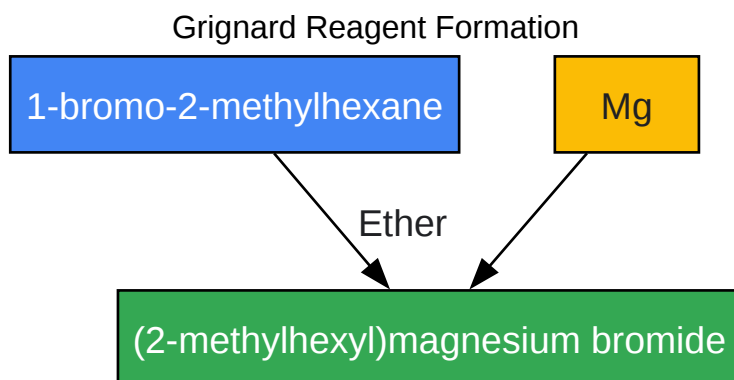 Grignard Reagent Formation
1-bromo-2-methylhexane
Mg
Ether
(2-methylhexyl)magnesium bromide